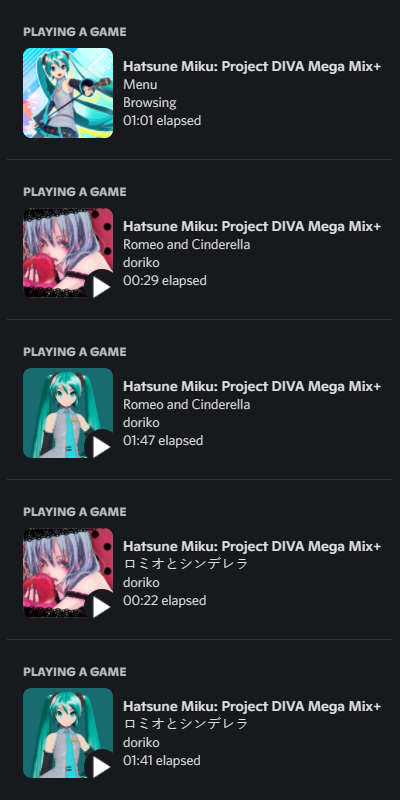 PLAYING A GAME
Hatsune Miku: Project DIVA Mega Mix+
Menu
Browsing
01:01 elapsed
PLAYING A GAME
Hatsune Miku: Project DIVA Mega Mix+
Romeo and Cinderella
doriko
00:29 elapsed
PLAYING A GAME
Hatsune Miku: Project DIVA Mega Mix+
Romeo and Cinderella
doriko
01:47 elapsed
PLAYING A GAME
Hatsune Miku: Project DIVA Mega Mix+
ロミオとシンデレラ
doriko
00:22 elapsed
PLAYING A GAME
Hatsune Miku: Project DIVA Mega Mix+
ロミオとシンデレラ
doriko
01:41 elapsed